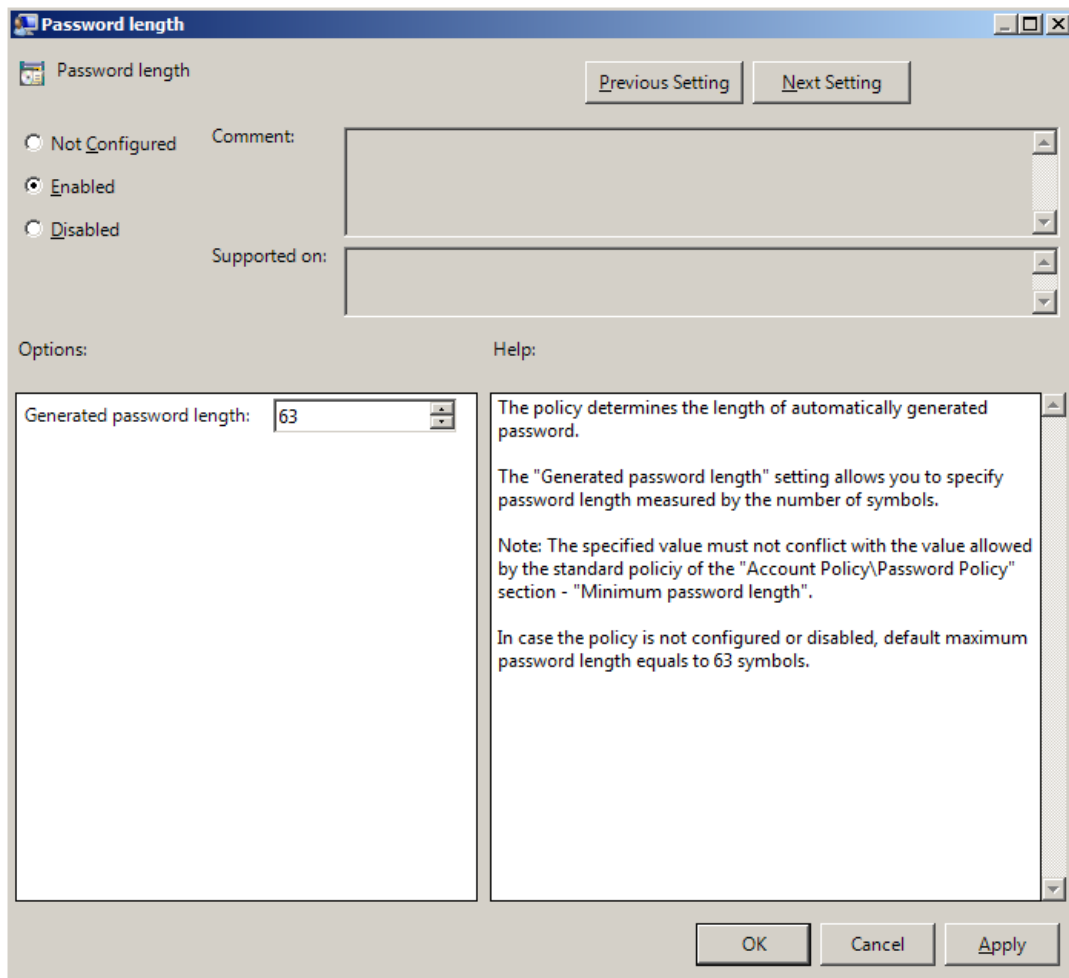 Password length
Password length
Previous Setting
Next Setting
Not Configured
Comment:
Enabled
Disabled
Supported on:
Options:
Help:
Generated password length:
63
The policy determines the length of automatically generated
password.
The "Generated password length" setting allows you to specify
password length measured by the number of symbols.
Note: The specified value must not conflict with the value allowed
by the standard policiy of the "Account Policy\Password Policy"
section - "Minimum password length".
In case the policy is not configured or disabled, default maximum
password length equals to 63 symbols.
OK
Cancel
Apply